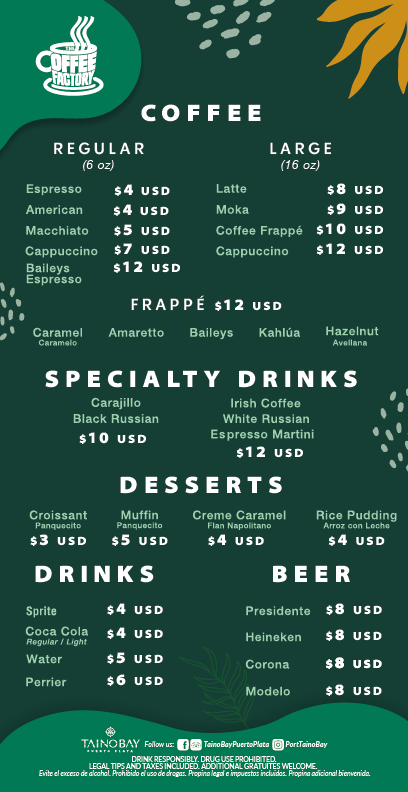 THE
COFFEE
FACTORY
COFFEE
REGULAR
(6 oz)
Espresso $4 USD
American $4 USD
Macchiato $5 USD
Cappuccino $7 USD
Baileys
Espresso $12 USD
LARGE
(16 oz)
Latte $8 USD
Moka $9 USD
Coffee Frappé $10 USD
Cappuccino $12 USD
FRAPPÉ $12 USD
Caramel Amaretto Baileys Kahlúa Hazelnut
Caramelo Avellana
SPECIALTY DRINKS
Carajillo
Black Russian
$10 USD
Irish Coffee
White Russian
Espresso Martini
$12 USD
DESSERTS
Croissant Muffin Creme Caramel Rice Pudding
Panquecito Panquecito Flan Napolitano Arroz con Leche
$3 USD $5 USD $4 USD $4 USD
DRINKS
Sprite $4 USD
Coca Cola $4 USD
Regular / Light
Water $5 USD
Perrier $6 USD
BEER
Presidente $8 USD
Heineken $8 USD
Corona $8 USD
Modelo $8 USD
TAINO BAY
PUERTO PLATA
Follow us: TainoBayPuertoPlata PortTainoBay
DRINK RESPONSIBLY. DRUG USE PROHIBITED.
LEGAL TIPS AND TAXES INCLUDED. ADDITIONAL GRATUITES WELCOME.
Evite el exceso de alcohol. Prohibido el uso de drogas. Propina legal e impuestos incluidos. Propina adicional bienvenida.